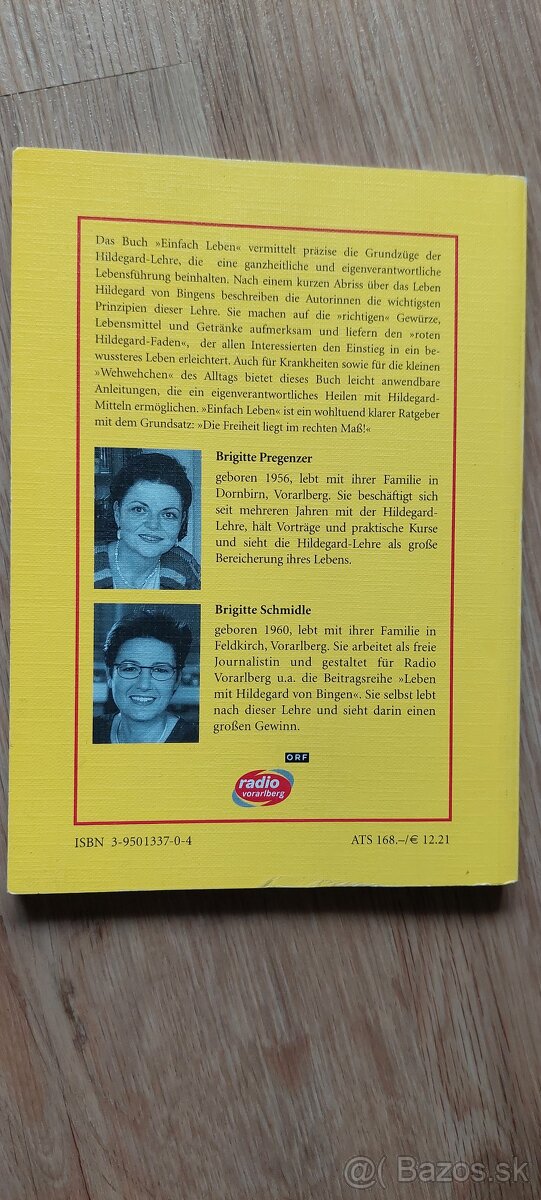 Das Buch »Einfach Leben« vermittelt präzise die Grundzüge der
Hildegard-Lehre, die eine ganzheitliche und eigenverantwortliche
Lebensführung beinhalten. Nach einem kurzen Abriss über das Leben
Hildegard von Bingens beschreiben die Autorinnen die wichtigsten
Prinzipien dieser Lehre. Sie machen auf die »richtigen« Gewürze,
Lebensmittel und Getränke aufmerksam und liefern den »roten
Hildegard-Faden«, der allen Interessierten den Einstieg in ein be-
wussteres Leben erleichtert. Auch für Krankheiten sowie für die kleinen
»Wehwehchen« des Alltags bietet dieses Buch leicht anwendbare
Anleitungen, die ein eigenverantwortliches Heilen mit Hildegard-
Mitteln ermöglichen. »Einfach Leben« ist ein wohltuend klarer Ratgeber
mit dem Grundsatz: »Die Freiheit liegt im rechten Maß!«
Brigitte Pregenzer
geboren 1956, lebt mit ihrer Familie in
Dornbirn, Vorarlberg. Sie beschäftigt sich
seit mehreren Jahren mit der Hildegard-
Lehre, hält Vorträge und praktische Kurse
und sieht die Hildegard-Lehre als große
Bereicherung ihres Lebens.
Brigitte Schmidle
geboren 1960, lebt mit ihrer Familie in
Feldkirch, Vorarlberg. Sie arbeitet als freie
Journalistin und gestaltet für Radio
Vorarlberg u.a. die Beitragsreihe »Leben
mit Hildegard von Bingen«. Sie selbst lebt
nach dieser Lehre und sieht darin einen
großen Gewinn.
ORF
radio
vorarlberg
ISBN 3-9501337-0-4
ATS 168.–/€ 12.21
@ Bazos.sk